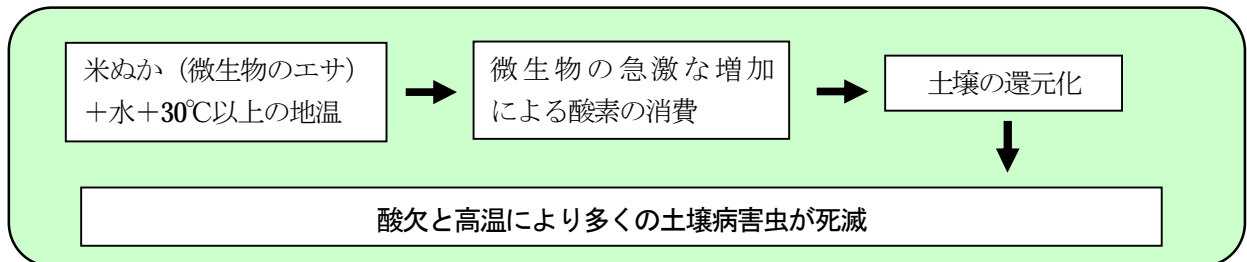 米ぬか（微生物のエサ）
＋水＋30℃以上の地温
微生物の急激な増加
による酸素の消費
土壌の還元化
酸欠と高温により多くの土壌病害虫が死滅